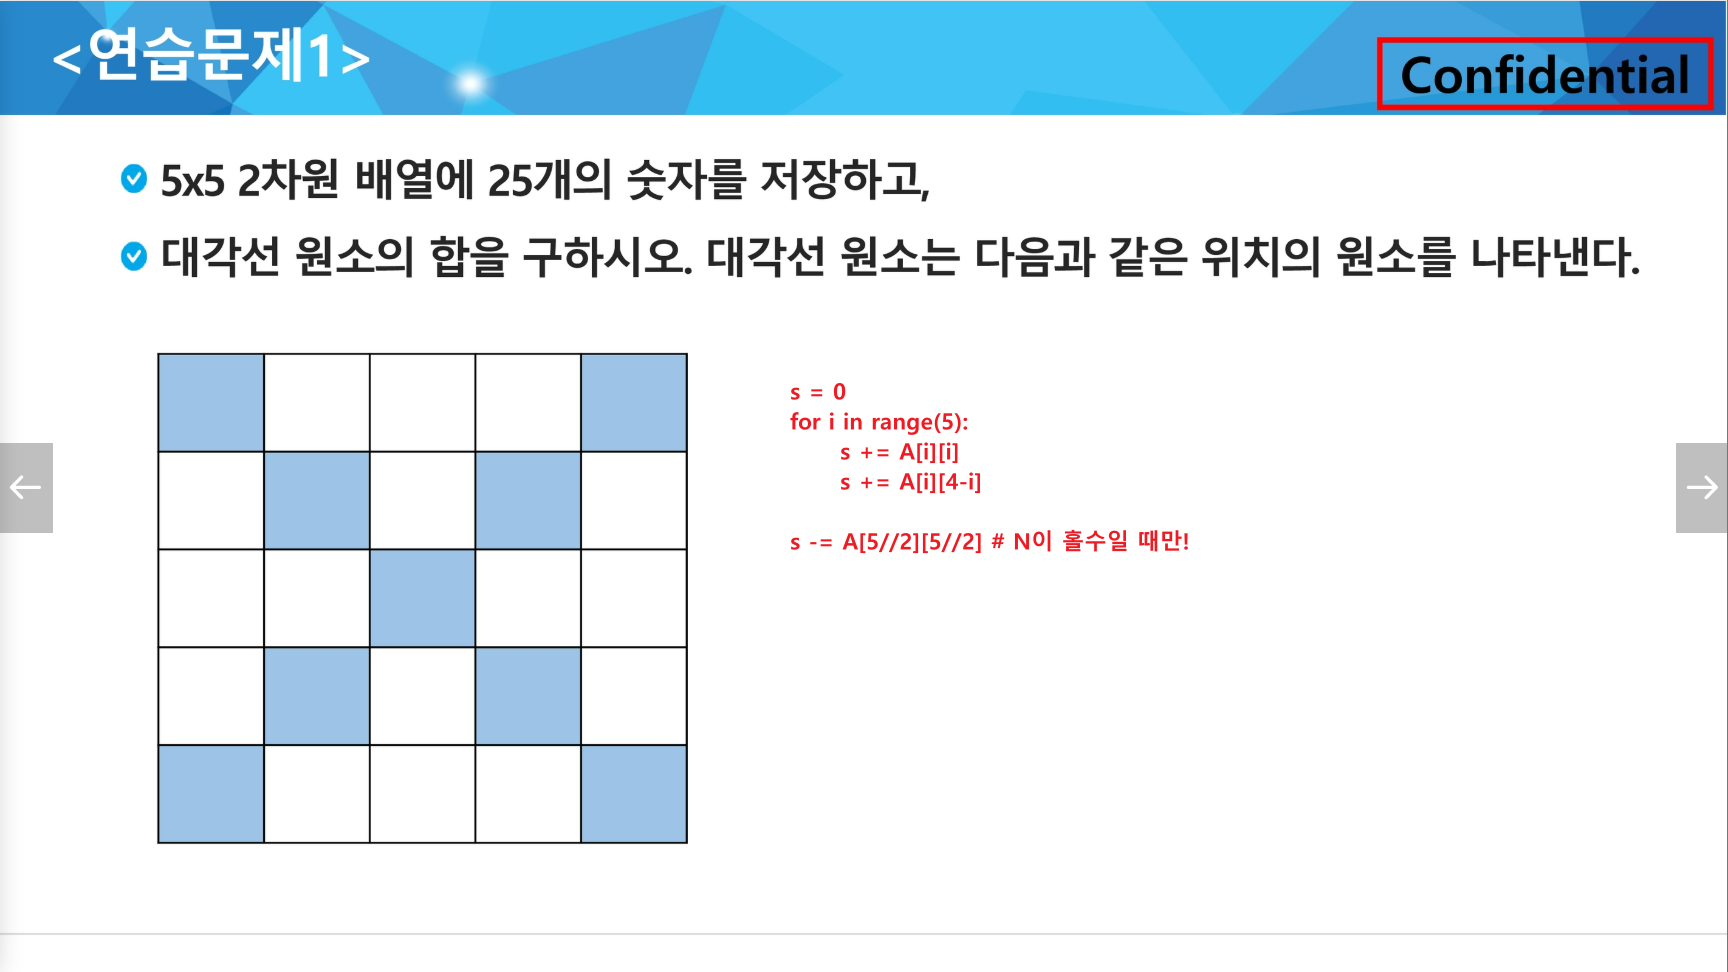 <연습문제1>
Confidential
5x5 2차원 배열에 25개의 숫자를 저장하고,
대각선 원소의 합을 구하시오. 대각선 원소는 다음과 같은 위치의 원소를 나타낸다.
s = 0
for i in range(5):
    s += A[i][i]
    s += A[i][4-i]
s -= A[5//2][5//2] # N이 홀수일 때만!